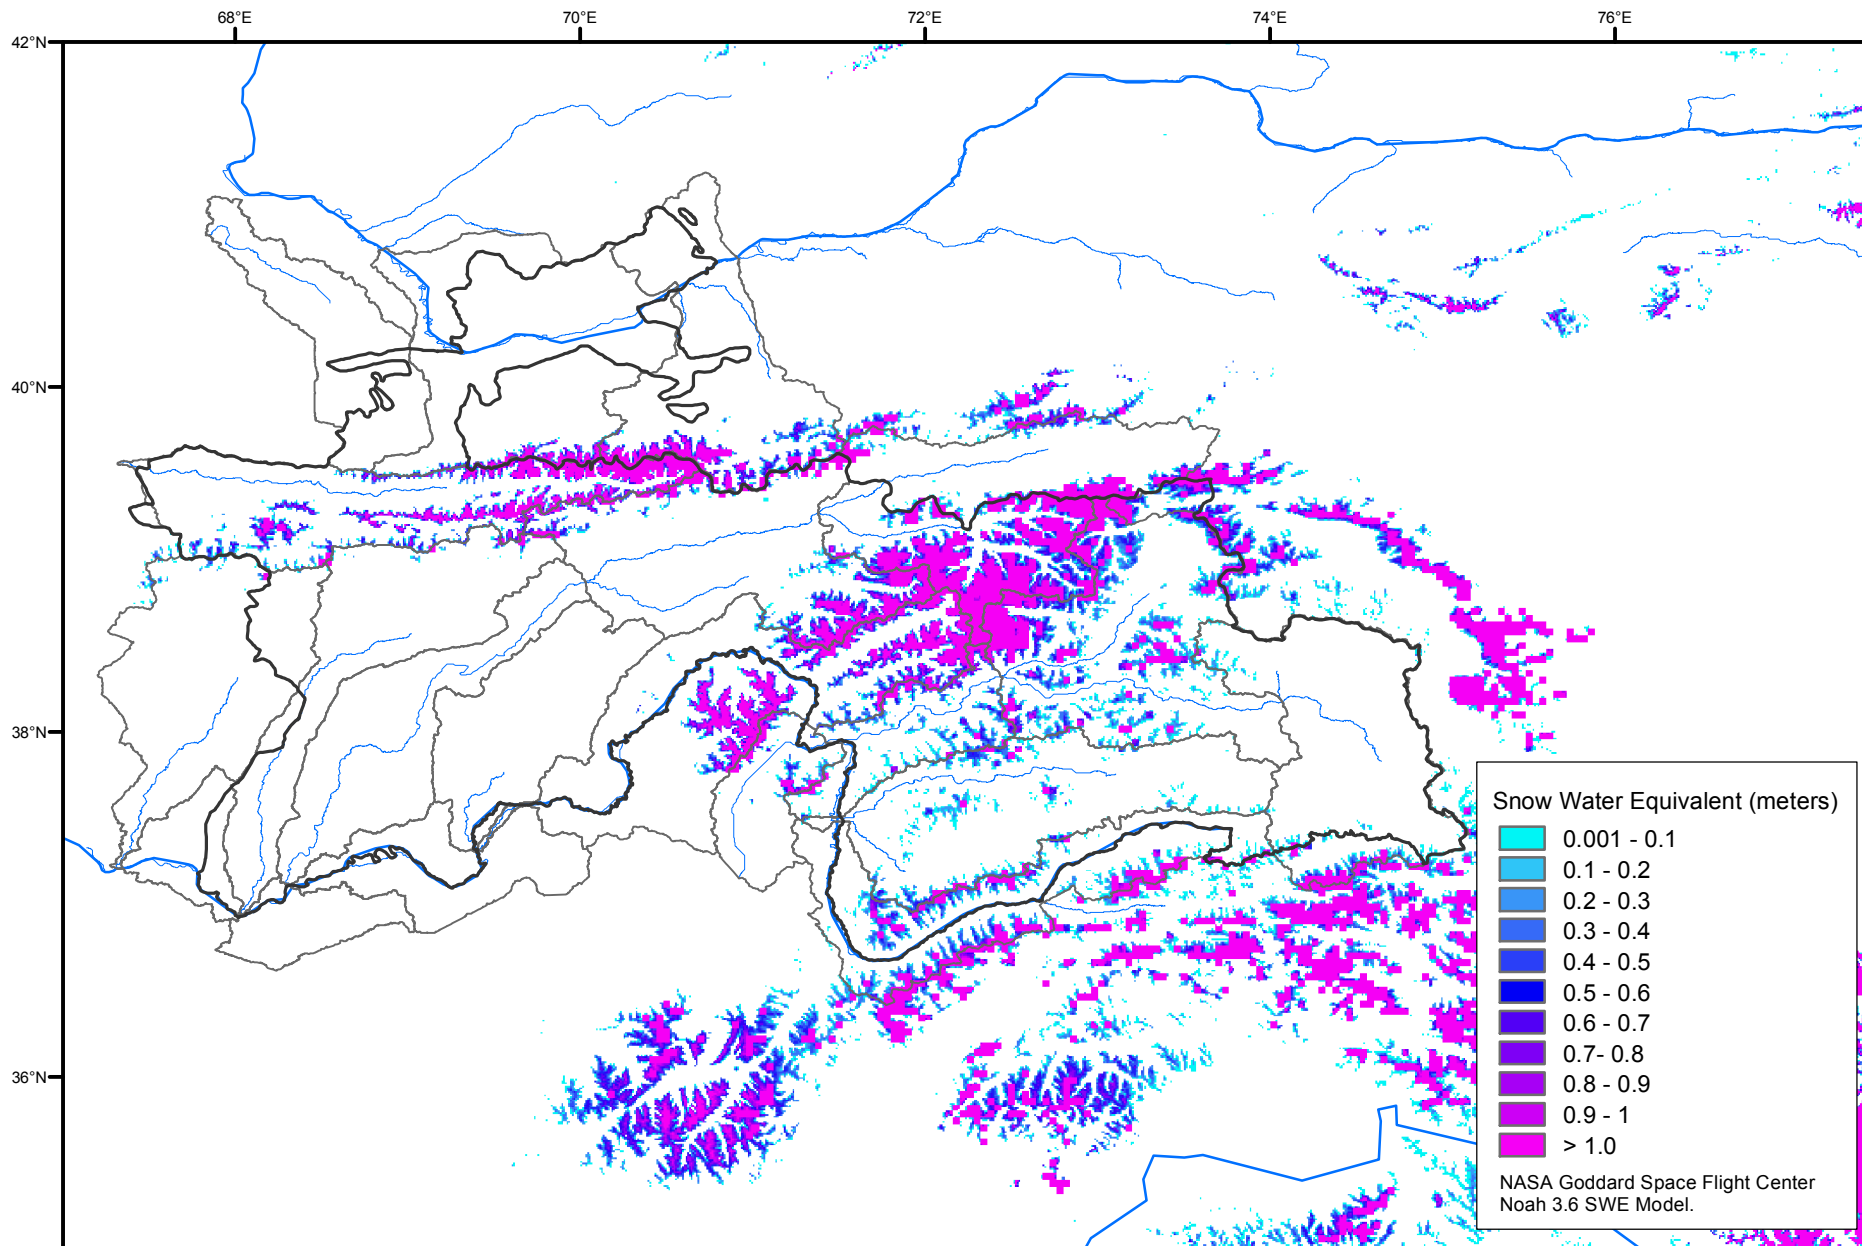 68°E
70°E
72°E
74°E
76°E
42°N
40°N
38°N
36°N
Snow Water Equivalent (meters)
0.001 - 0.1
0.1 - 0.2
0.2 - 0.3
0.3 - 0.4
0.4 - 0.5
0.5 - 0.6
0.6 - 0.7
0.7- 0.8
0.8 - 0.9
0.9 - 1
> 1.0
NASA Goddard Space Flight Center
Noah 3.6 SWE Model.